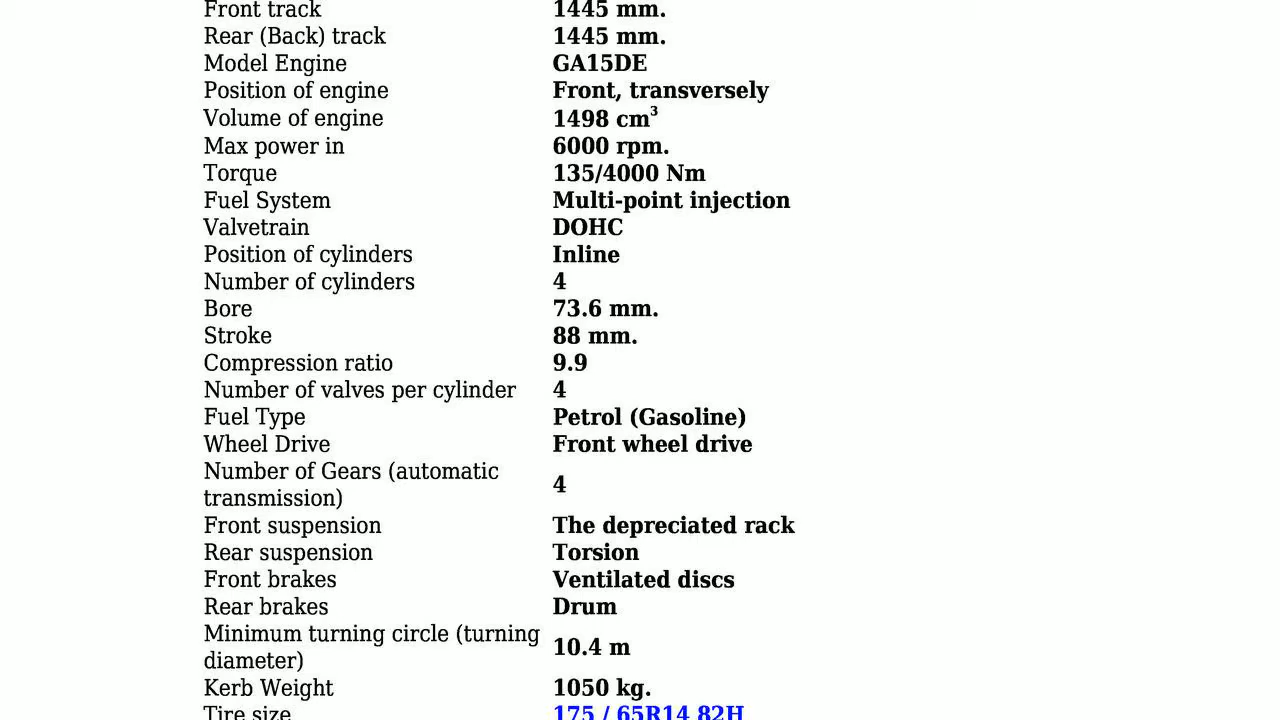 Front track 1445 mm.
Rear (Back) track 1445 mm.
Model Engine GA15DE
Position of engine Front, transversely
Volume of engine 1498 cm³
Max power in 6000 rpm.
Torque 135/4000 Nm
Fuel System Multi-point injection
Valvetrain DOHC
Position of cylinders Inline
Number of cylinders 4
Bore 73.6 mm.
Stroke 88 mm.
Compression ratio 9.9
Number of valves per cylinder 4
Fuel Type Petrol (Gasoline)
Wheel Drive Front wheel drive
Number of Gears (automatic
transmission) 4
Front suspension The depreciated rack
Rear suspension Torsion
Front brakes Ventilated discs
Rear brakes Drum
Minimum turning circle (turning
diameter) 10.4 m
Kerb Weight 1050 kg.
Tire size 175 / 65R14 82H